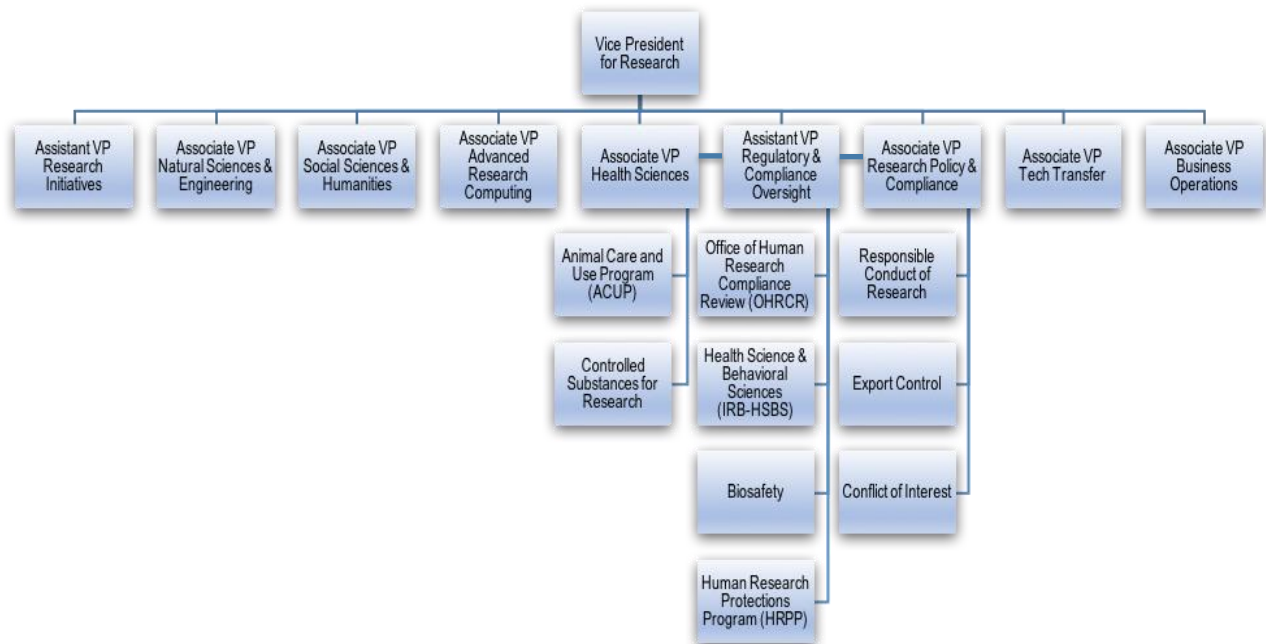 Vice President
for Research
Assistant VP
Research
Initiatives
Associate VP
Natural Sciences &
Engineering
Associate VP
Social Sciences &
Humanities
Associate VP
Advanced
Research
Computing
Associate VP
Health Sciences
Assistant VP
Regulatory &
Compliance
Oversight
Associate VP
Research Policy &
Compliance
Associate VP
Tech Transfer
Associate VP
Business
Operations
Animal Care and
Use Program
(ACUP)
Office of Human
Research
Compliance
Review (OHRCR)
Responsible
Conduct of
Research
Controlled
Substances for
Research
Health Science &
Behavioral
Sciences
(IRB-HSBS)
Export Control
Biosafety
Conflict of Interest
Human Research
Protections
Program (HRPP)